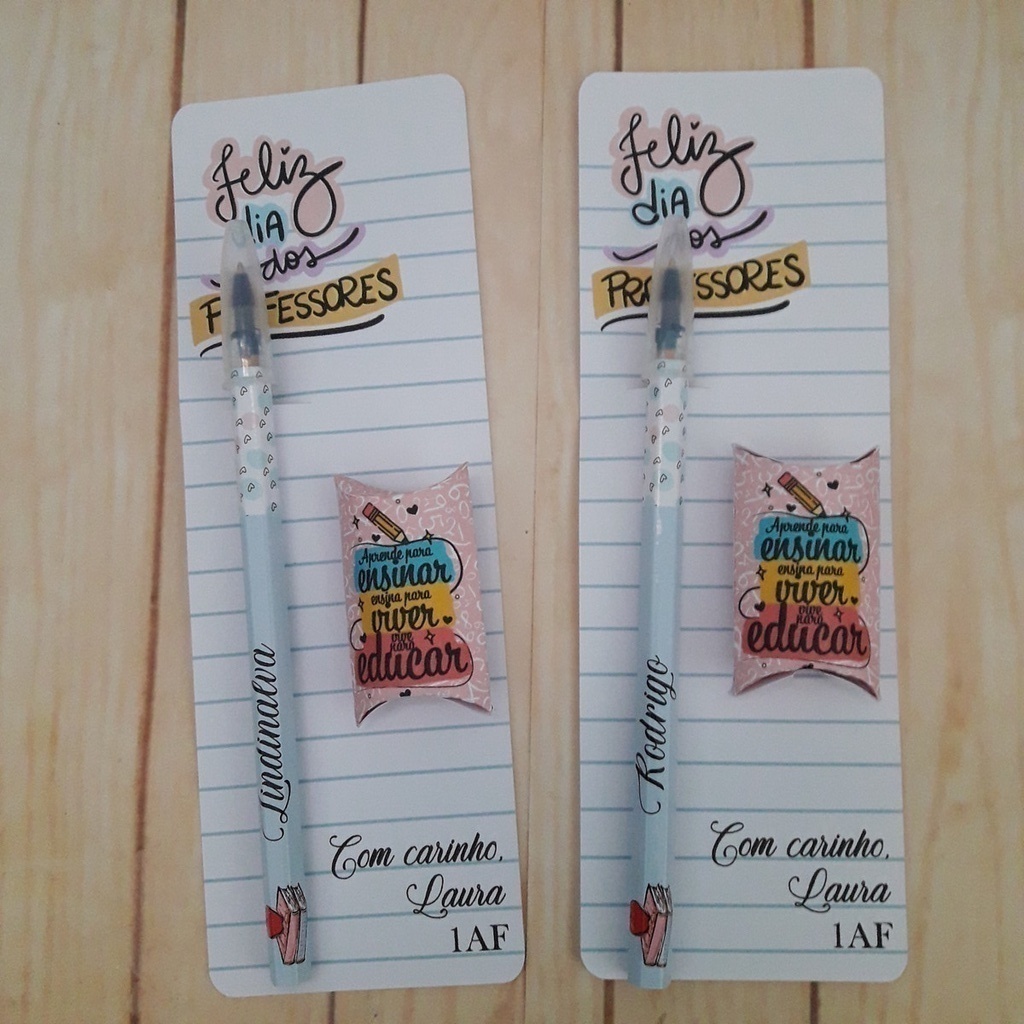 Feliz
dia
dos
PROFESSORES
Aprende para
ensinar
ensina para
viver
vive
para
educar
Lindinalva
Com carinho,
Laura
1AF
Feliz
dia
dos
PROFESSORES
Aprende para
ensinar
ensina para
viver
vive
para
educar
Rodrigo
Com carinho,
Laura
1AF